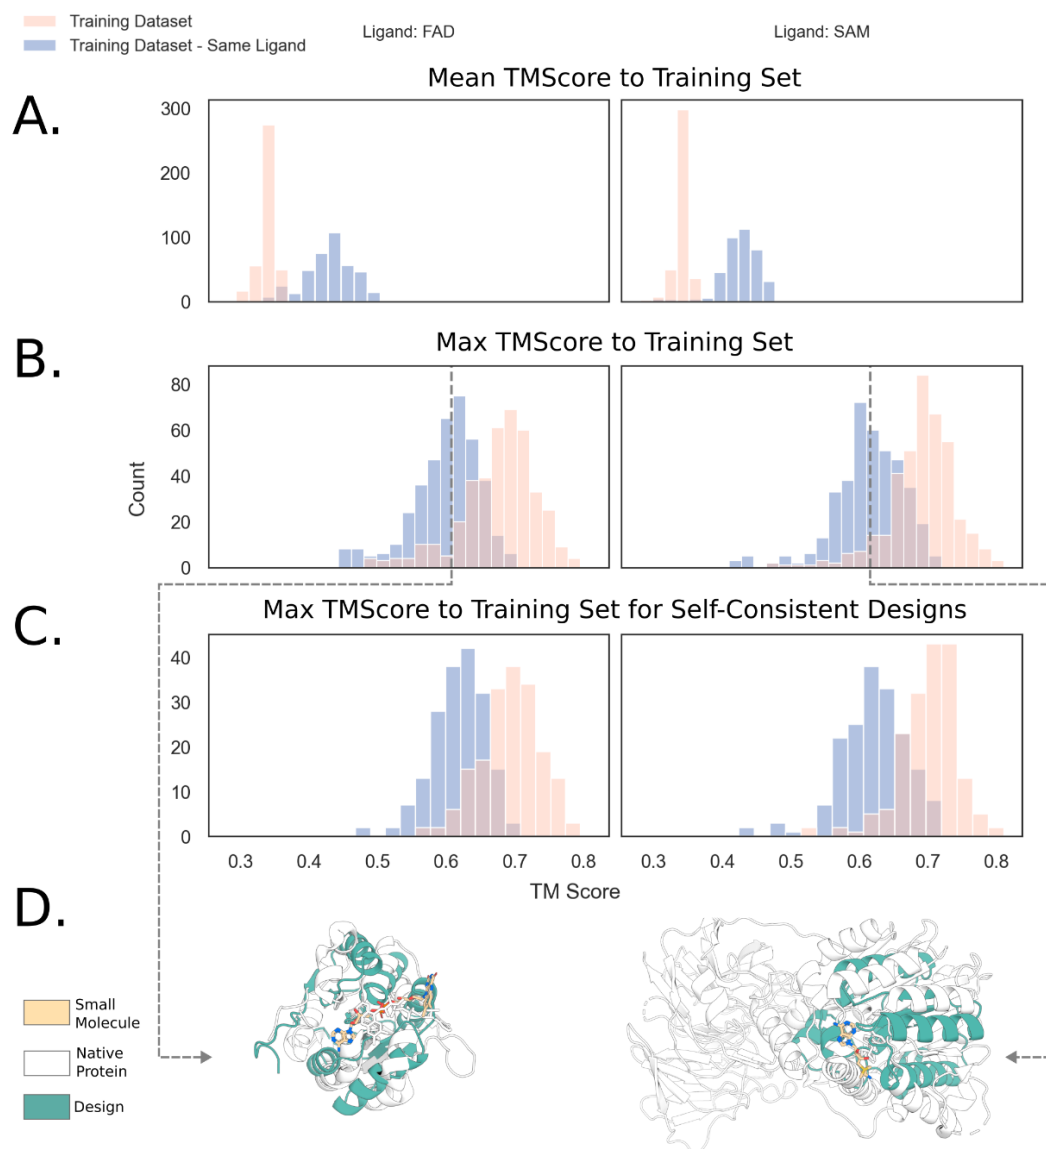 Training Dataset
Training Dataset - Same Ligand
Ligand: FAD
Ligand: SAM
Mean TMScore to Training Set
A.
300
200
100
0
Max TMScore to Training Set
B.
80
60
40
20
0
Count
Max TMScore to Training Set for Self-Consistent Designs
C.
40
30
20
10
0
0.3 0.4 0.5 0.6 0.7 0.8
0.3 0.4 0.5 0.6 0.7 0.8
TM Score
D.
Small
Molecule
Native
Protein
Design